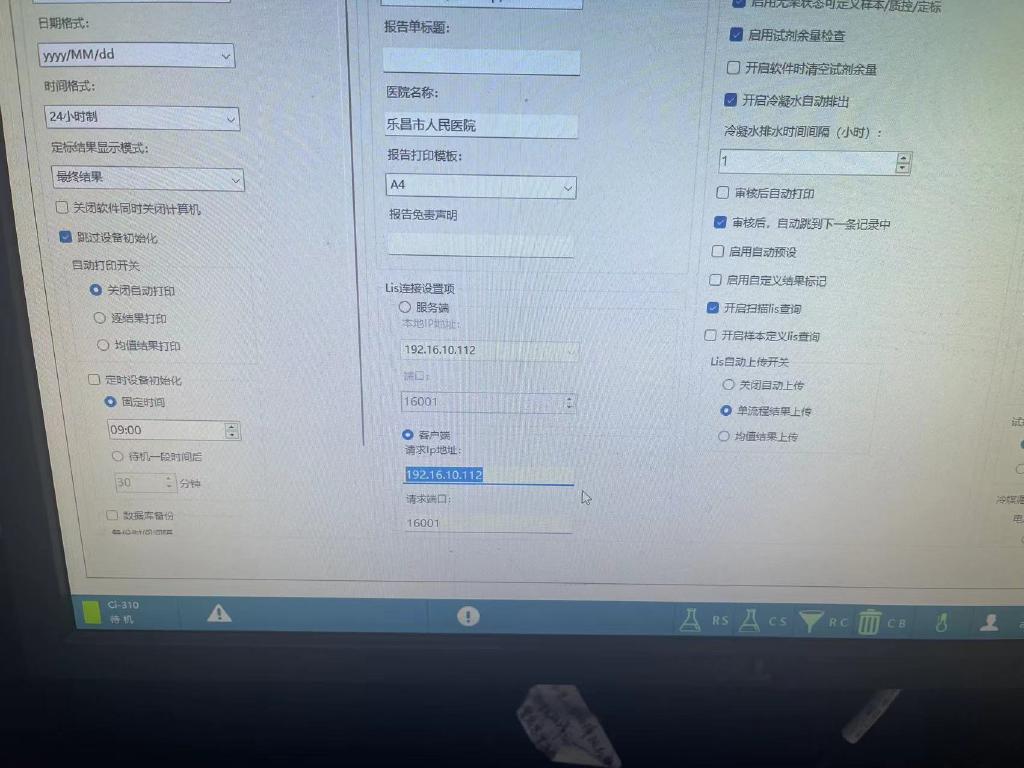 日期格式:
yyyy/MM/dd
时间格式:
24小时制
定标结果显示模式:
最终结果
关闭软件同时关闭计算机
跳过设备初始化
自动打印开关
关闭自动打印
逐结果打印
均值结果打印
定时设备初始化
固定时间
09:00
待机一段时间后
30 分钟
数据库备份
备份时间间隔
报告单标题:
医院名称:
乐昌市人民医院
报告打印模板:
A4
报告免责声明
Lis连接设置项
服务端
本地IP地址:
192.16.10.112
端口:
16001
客户端
请求Ip地址:
192.16.10.112
请求端口:
16001
启用无架状态可定义样本/质控/定标
启用试剂余量检查
开启软件时清空试剂余量
开启冷凝水自动排出
冷凝水排水时间间隔（小时）:
1
审核后自动打印
审核后，自动跳到下一条记录中
启用自动预设
启用自定义结果标记
开启扫描lis查询
开启样本定义lis查询
Lis自动上传开关
关闭自动上传
单流程结果上传
均值结果上传
Ci-310
待机
RS
CS
RC
CB